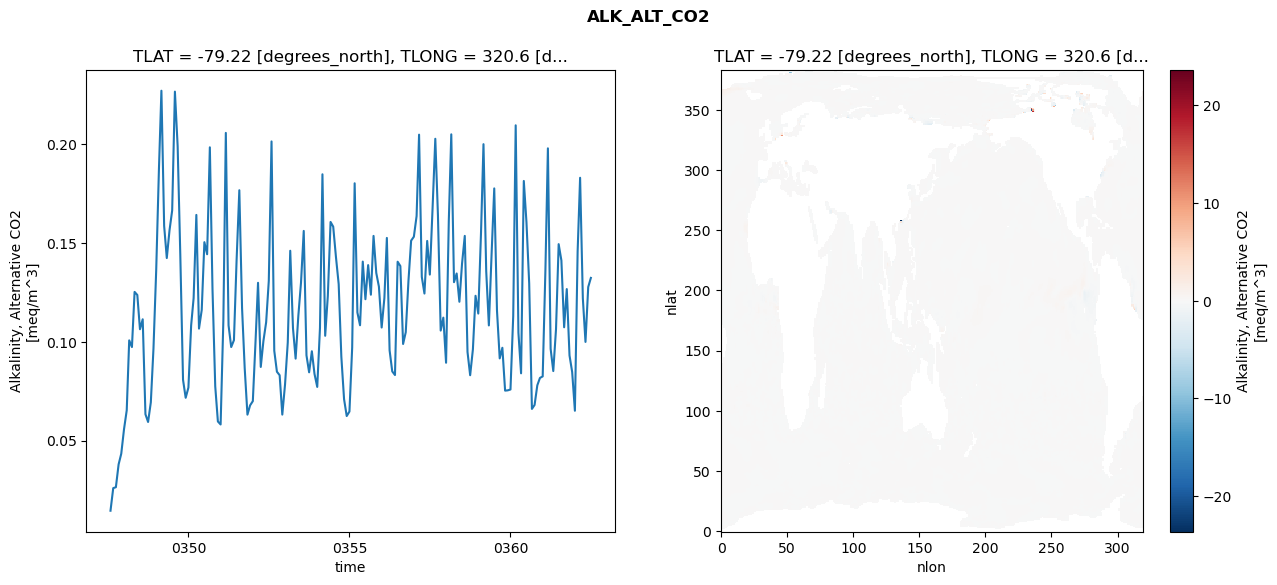 ALK_ALT_CO2
TLAT = -79.22 [degrees_north], TLONG = 320.6 [d...
Alkalinity, Alternative CO2
[meq/m^3]
0.20
0.15
0.10
0.05
0350
0355
0360
time
TLAT = -79.22 [degrees_north], TLONG = 320.6 [d...
nlat
350
300
250
200
150
100
50
0
0
50
100
150
200
250
300
nlon
20
10
0
−10
−20
Alkalinity, Alternative CO2
[meq/m^3]